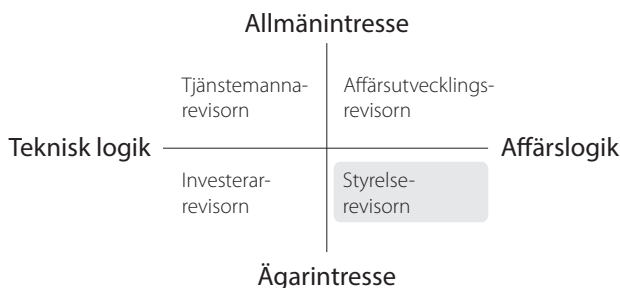 Allmänintresse
Tjänstemanna-
revisorn
Affärsutvecklings-
revisorn
Teknisk logik
Affärslogik
Investerar-
revisorn
Styrelse-
revisorn
Ägarintresse